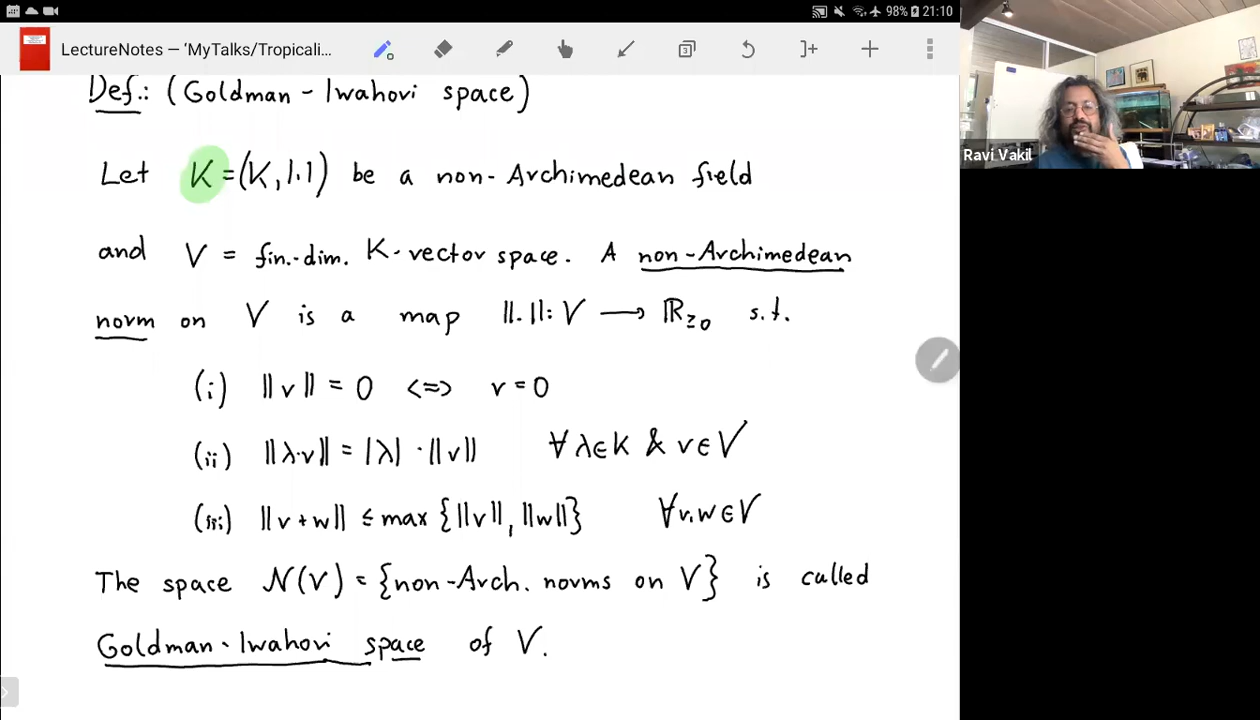 98% 21:10
LectureNotes – 'MyTalks/Tropicali...
3
Def.: (Goldman - Iwahori space)
Let K = (K, |.|) be a non-Archimedean field
and V = fin.-dim. K-vector space. A non-Archimedean
norm on V is a map ||.||: V ⟶ ℝ≥0 s.t.
(i) ||v|| = 0 <=> v = 0
(ii) ||λ·v|| = |λ| · ||v|| ∀ λ∈K & v∈V
(iii) ||v + w|| ≤ max {||v||, ||w||} ∀v,w ∈ V
The space N(V) = {non-Arch. norms on V} is called
Goldman-Iwahori space of V.
Ravi Vakil